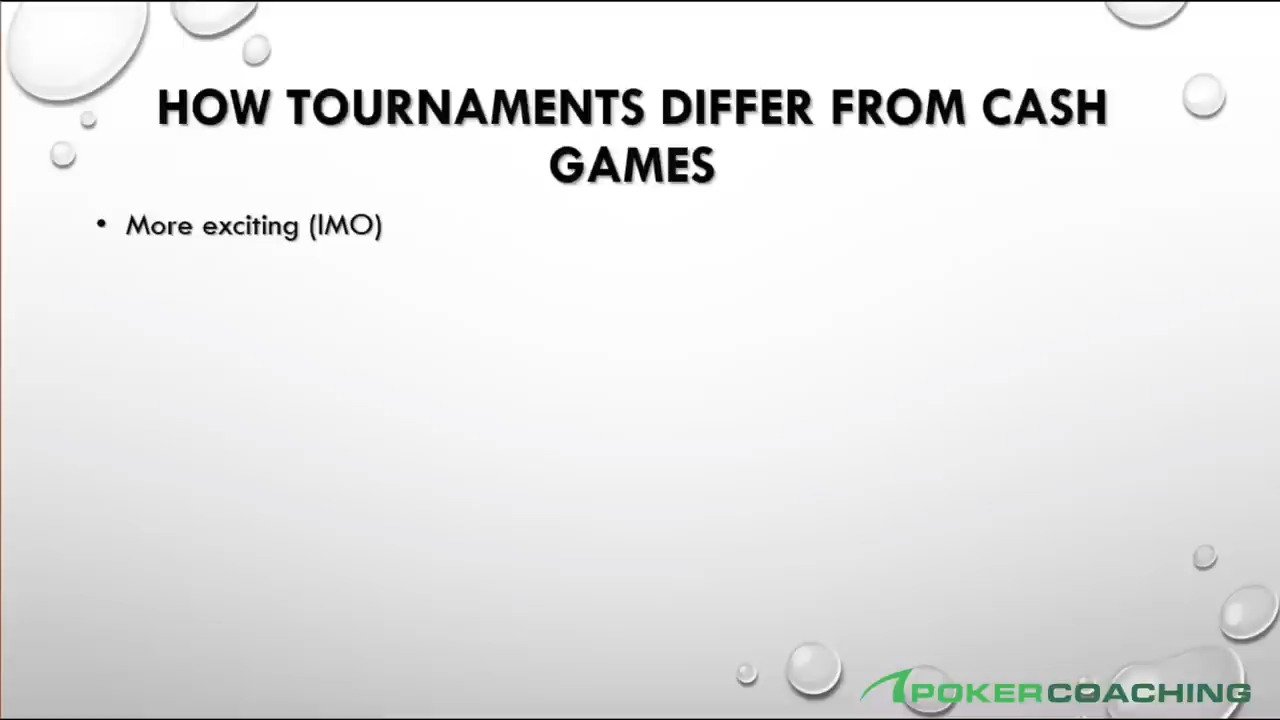 HOW TOURNAMENTS DIFFER FROM CASH
GAMES
• More exciting (IMO)
POKERCOACHING